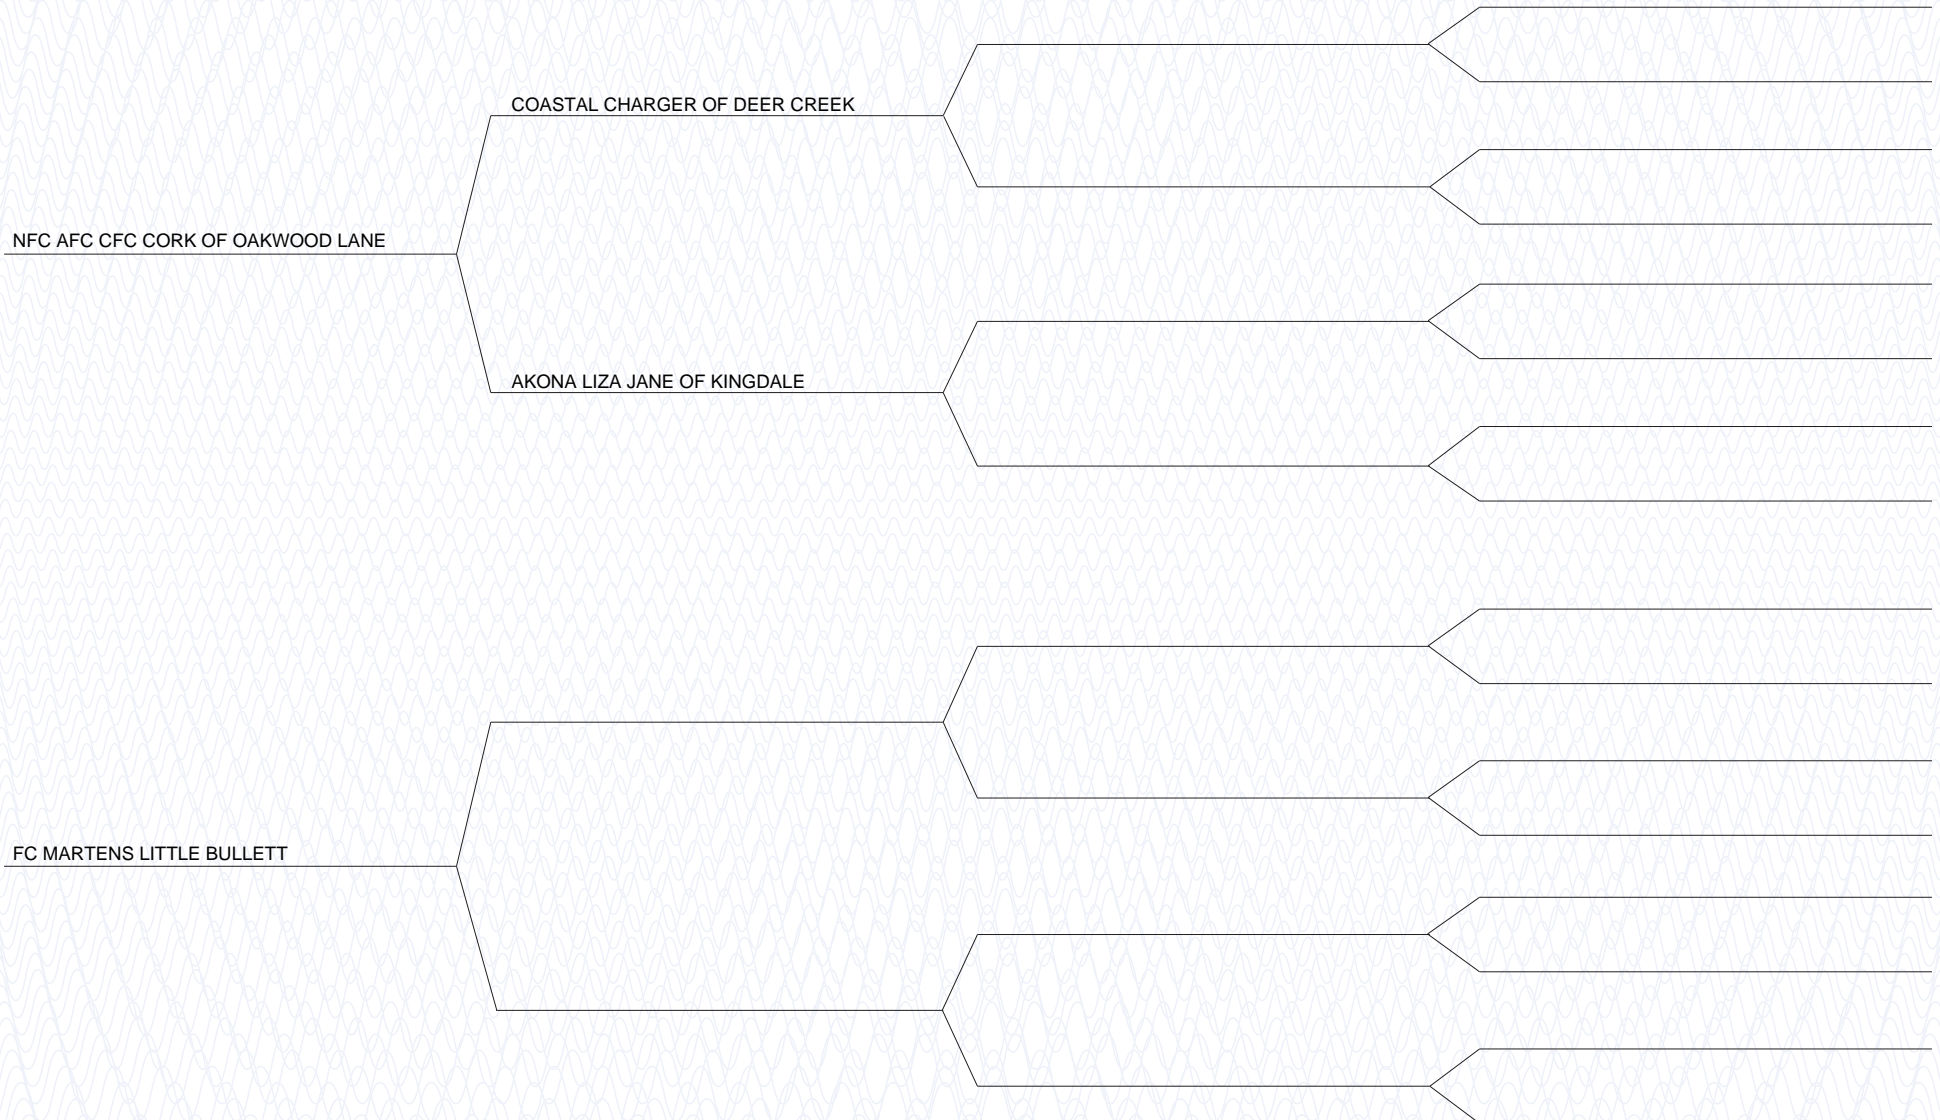 COASTAL CHARGER OF DEER CREEK
NFC AFC CFC CORK OF OAKWOOD LANE
AKONA LIZA JANE OF KINGDALE
FC MARTENS LITTLE BULLETT